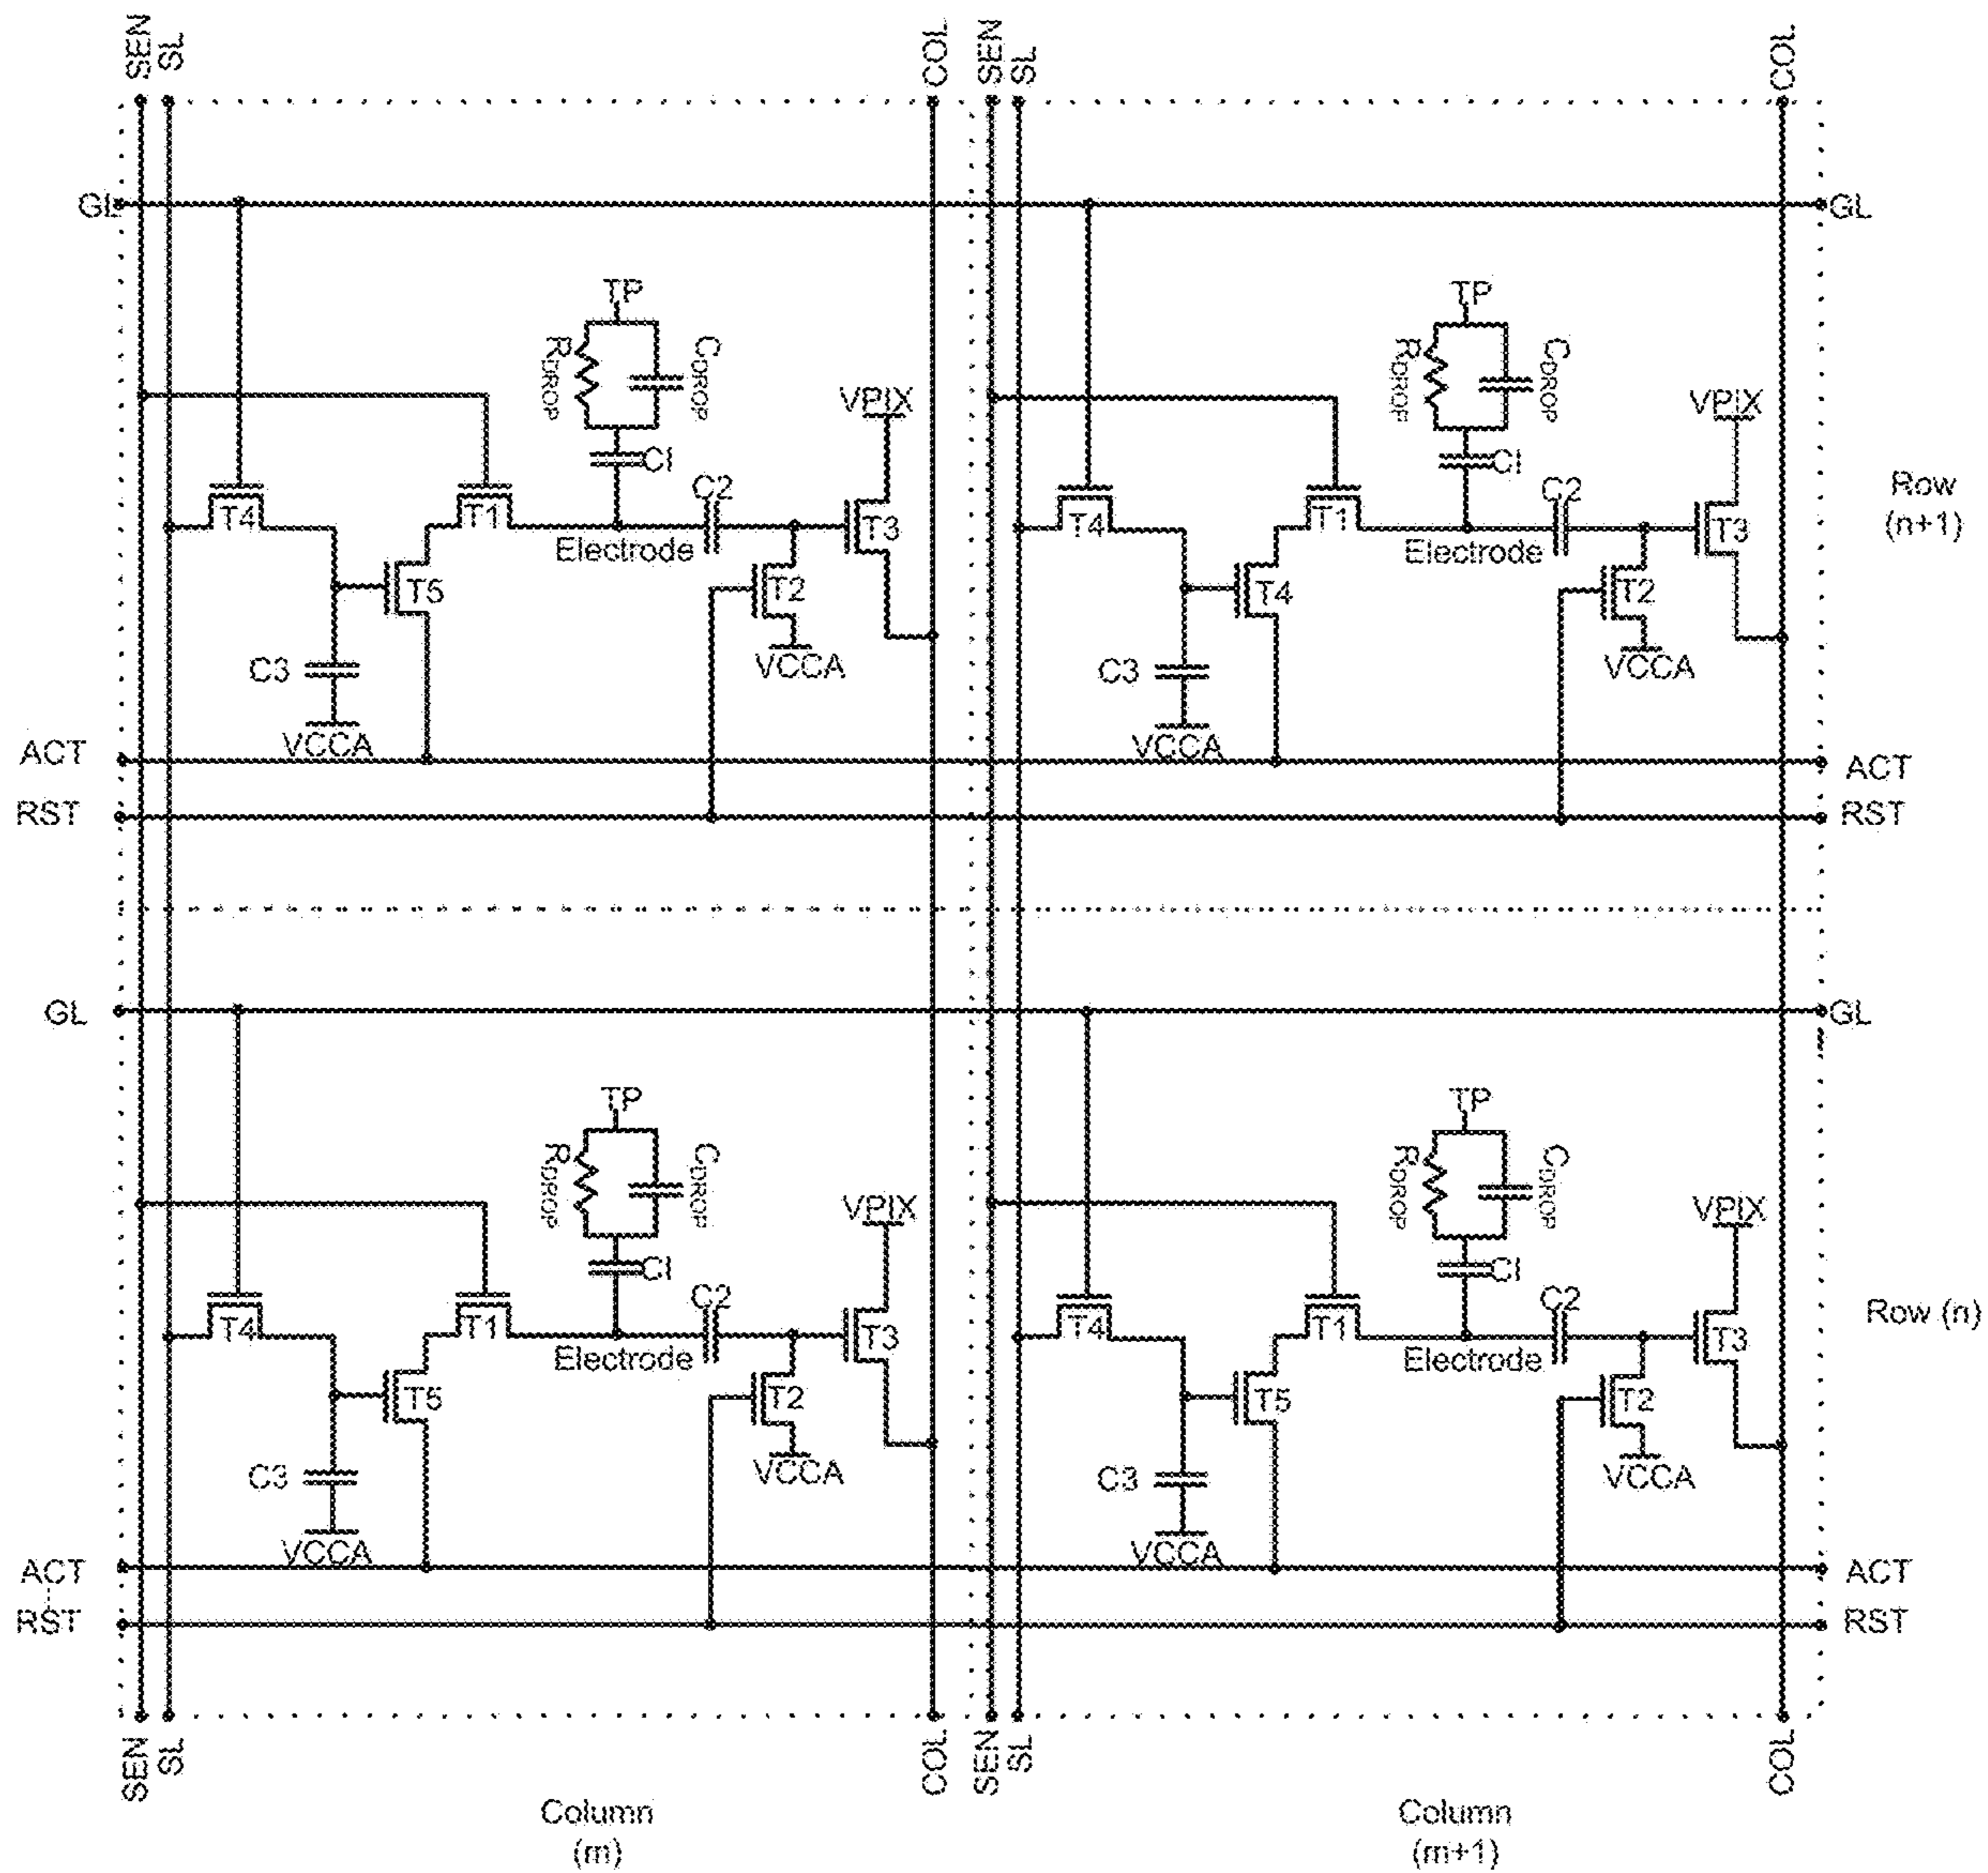 SEN SL COL SEN SL COL
GL GL
TP TP
RDROP CDROP RDROP CDROP
VPIX VPIX
CI CI
C2 C2
Row
(n+1)
T4 T1 T3 T4 T1 T3
Electrode Electrode
T5 T2 T4 T2
C3 VCCA C3 VCCA
VCCA VCCA
ACT ACT
RST RST
GL GL
TP TP
RDROP CDROP RDROP CDROP
VPIX VPIX
CI CI
C2 C2
Row (n)
T4 T1 T3 T4 T1 T3
Electrode Electrode
T5 T2 T5 T2
C3 VCCA C3 VCCA
VCCA VCCA
ACT ACT
RST RST
SEN SL COL SEN SL COL
Column
(m)
Column
(m+1)